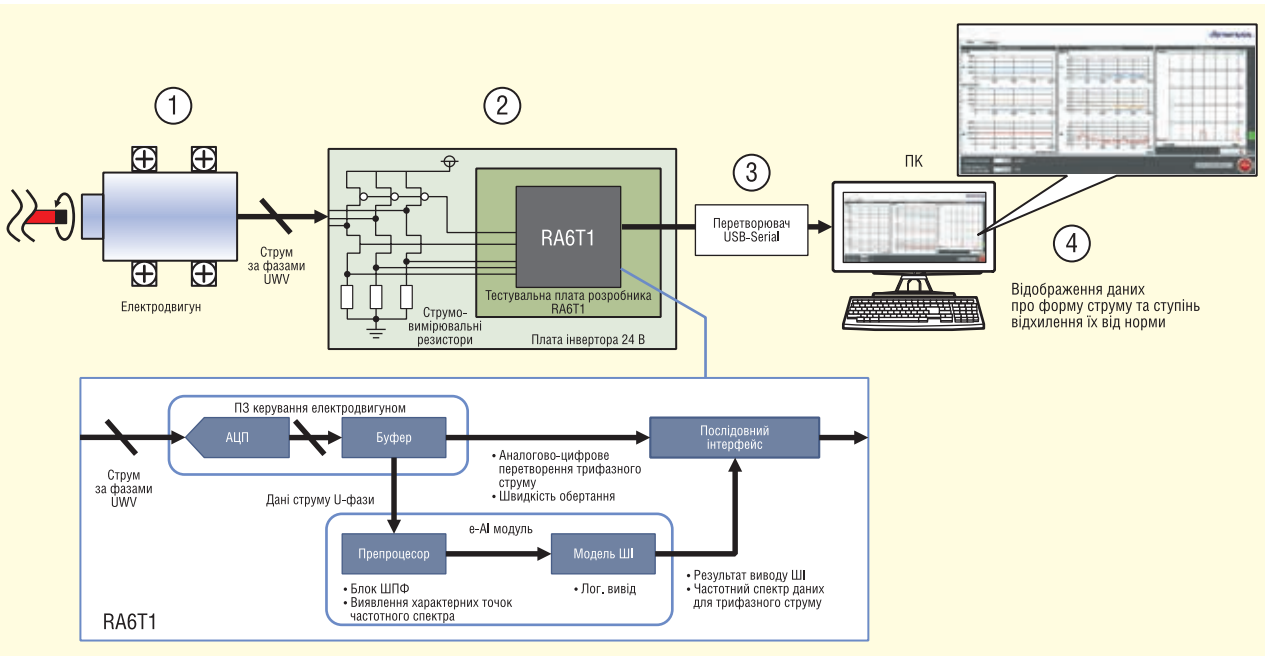 1
2
3
4
ПК
Електродвигун
Струм
за фазами
UWV
RA6T1
Тестувальна плата розробника
RA6T1
Струмо-
вимірювальні
резистори
Плата інвертора 24 В
Перетворювач
USB-Serial
Відображення даних
про форму струму та ступінь
відхилення їх від норми
ПЗ керування електродвигуном
АЦП
Буфер
Послідовний
інтерфейс
Струм
за фазами
UWV
• Аналогово-цифрове
перетворення трифазного
струму
• Швидкість обертання
Дані струму U-фази
e-AI модуль
Препроцесор
Модель ШІ
• Блок ШПФ
• Виявлення характерних точок
частотного спектра
• Лог. вивід
• Результат виводу ШІ
• Частотний спектр даних
для трифазного струму
RA6T1